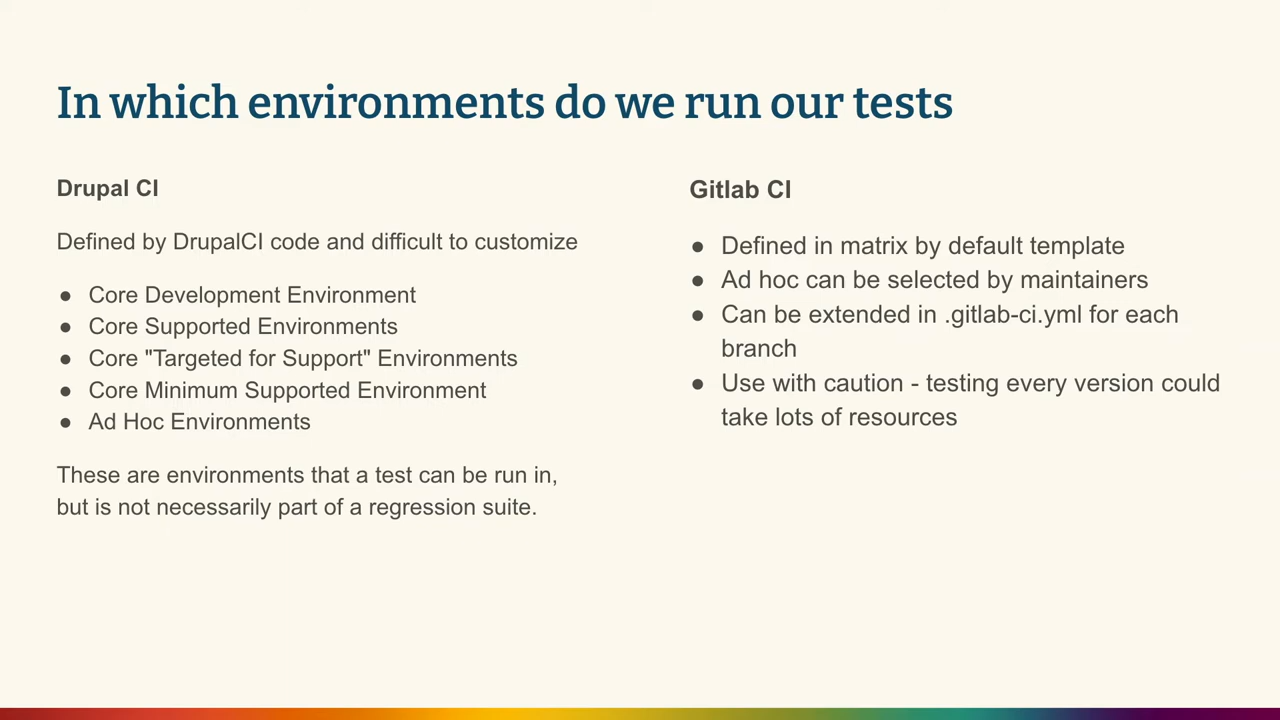 In which environments do we run our tests
Drupal CI
Defined by DrupalCI code and difficult to customize
● Core Development Environment
● Core Supported Environments
● Core "Targeted for Support" Environments
● Core Minimum Supported Environment
● Ad Hoc Environments
These are environments that a test can be run in,
but is not necessarily part of a regression suite.
Gitlab CI
● Defined in matrix by default template
● Ad hoc can be selected by maintainers
● Can be extended in .gitlab-ci.yml for each
branch
● Use with caution - testing every version could
take lots of resources